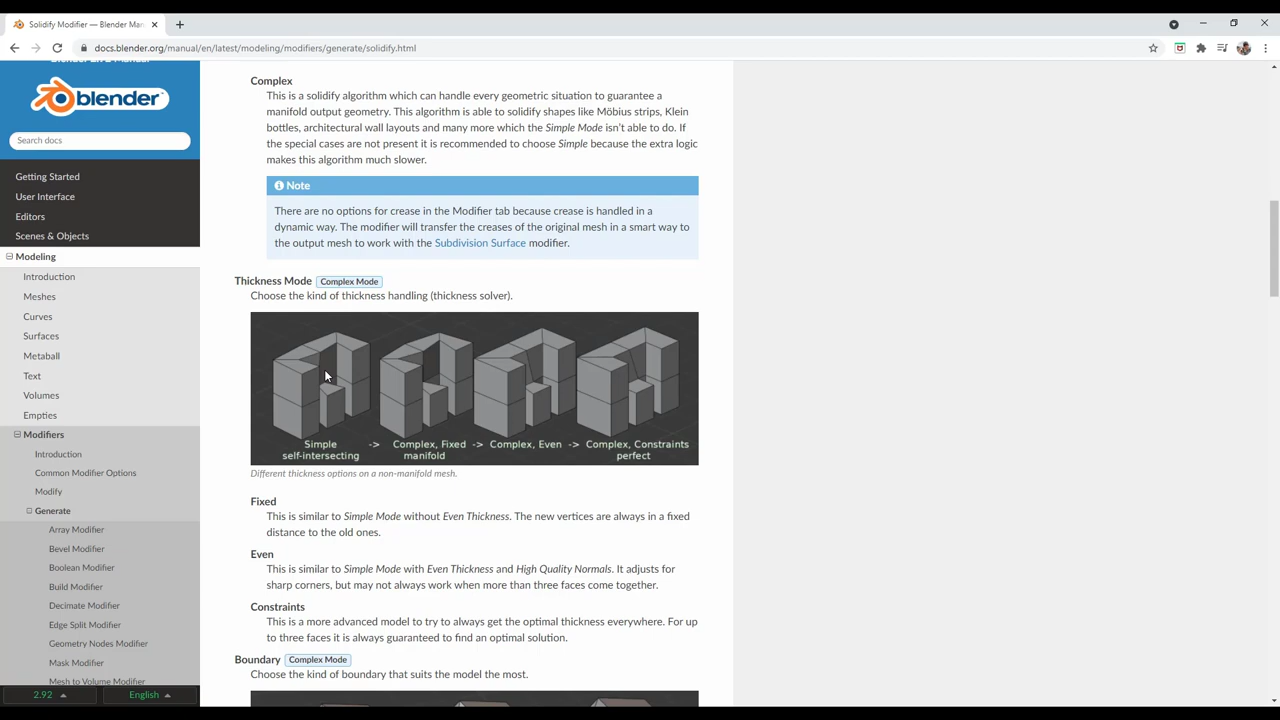 Solidify Modifier — Blender Man
docs.blender.org/manual/en/latest/modeling/modifiers/generate/solidify.html
blender
Search docs
Getting Started
User Interface
Editors
Scenes & Objects
Modeling
Introduction
Meshes
Curves
Surfaces
Metaball
Text
Volumes
Empties
Modifiers
Introduction
Common Modifier Options
Modify
Generate
Array Modifier
Bevel Modifier
Boolean Modifier
Build Modifier
Decimate Modifier
Edge Split Modifier
Geometry Nodes Modifier
Mask Modifier
Mesh to Volume Modifier
2.92
English
Complex
This is a solidify algorithm which can handle every geometric situation to guarantee a
manifold output geometry. This algorithm is able to solidify shapes like Möbius strips, Klein
bottles, architectural wall layouts and many more which the Simple Mode isn't able to do. If
the special cases are not present it is recommended to choose Simple because the extra logic
makes this algorithm much slower.
Note
There are no options for crease in the Modifier tab because crease is handled in a
dynamic way. The modifier will transfer the creases of the original mesh in a smart way to
the output mesh to work with the Subdivision Surface modifier.
Thickness Mode Complex Mode
Choose the kind of thickness handling (thickness solver).
Simple -> Complex, Fixed -> Complex, Even -> Complex, Constraints
self-intersecting manifold perfect
Different thickness options on a non-manifold mesh.
Fixed
This is similar to Simple Mode without Even Thickness. The new vertices are always in a fixed
distance to the old ones.
Even
This is similar to Simple Mode with Even Thickness and High Quality Normals. It adjusts for
sharp corners, but may not always work when more than three faces come together.
Constraints
This is a more advanced model to try to always get the optimal thickness everywhere. For up
to three faces it is always guaranteed to find an optimal solution.
Boundary Complex Mode
Choose the kind of boundary that suits the model the most.